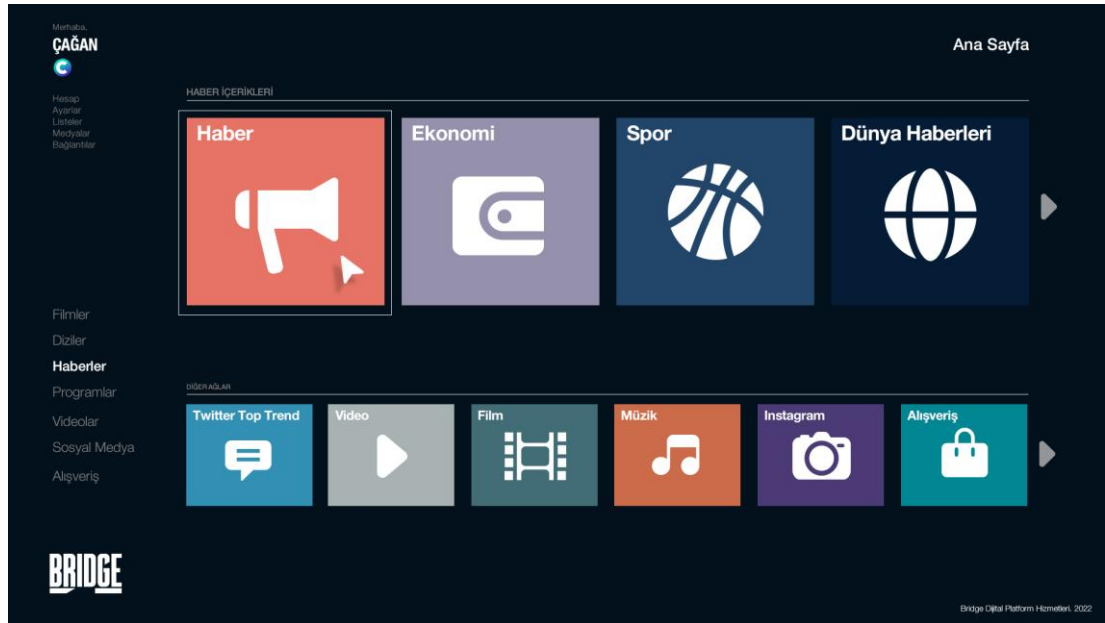 Merhaba.
ÇAĞAN
Ana Sayfa
Hesap
Ayarlar
Listeler
Medyalar
Bağlantılar
HABER İÇERİKLERİ
Haber
Ekonomi
Spor
Dünya Haberleri
Filmler
Diziler
Haberler
Programlar
Videolar
Sosyal Medya
Alışveriş
DİĞER AĞLAR
Twitter Top Trend
Video
Film
Müzik
Instagram
Alışveriş
BRIDGE
Bridge Dijital Platform Hizmetleri. 2022